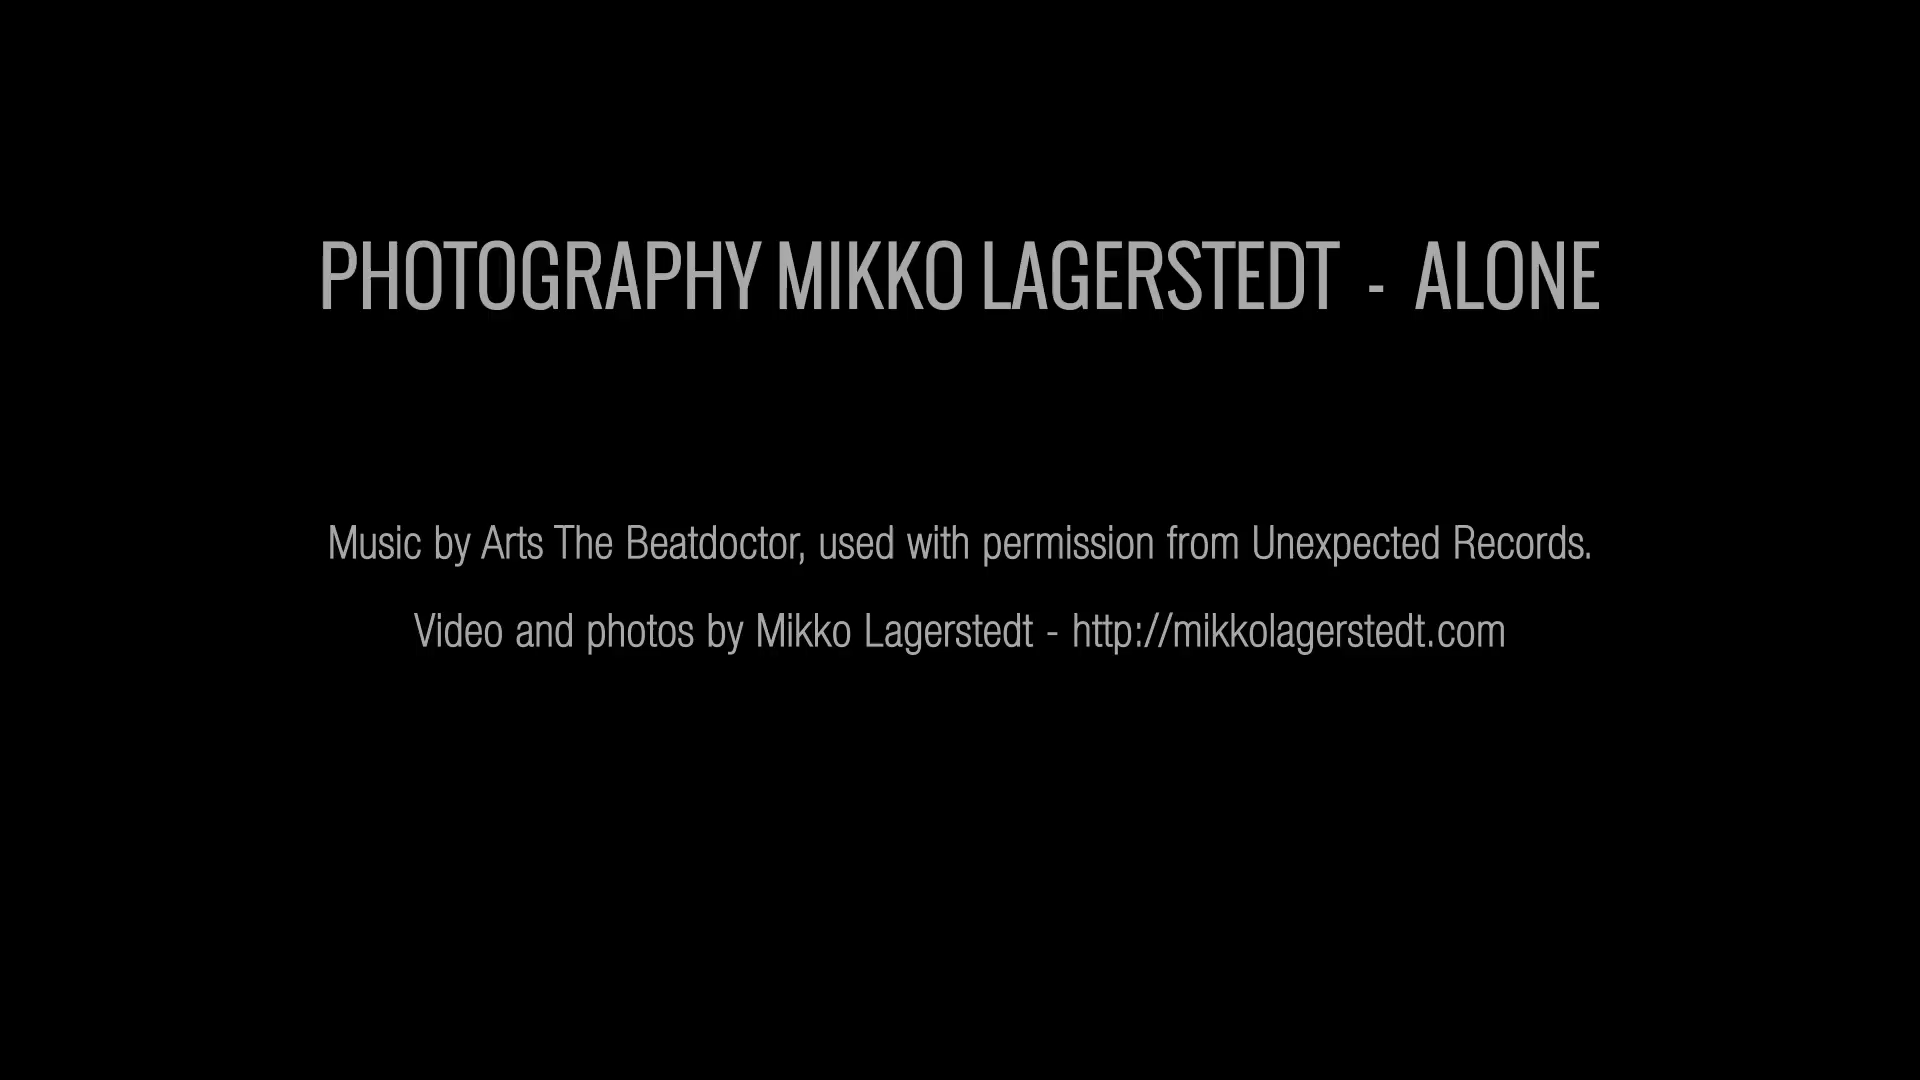 PHOTOGRAPHY MIKKO LAGERSTEDT - ALONE
Music by Arts The Beatdoctor, used with permission from Unexpected Records.
Video and photos by Mikko Lagerstedt - http://mikkolagerstedt.com